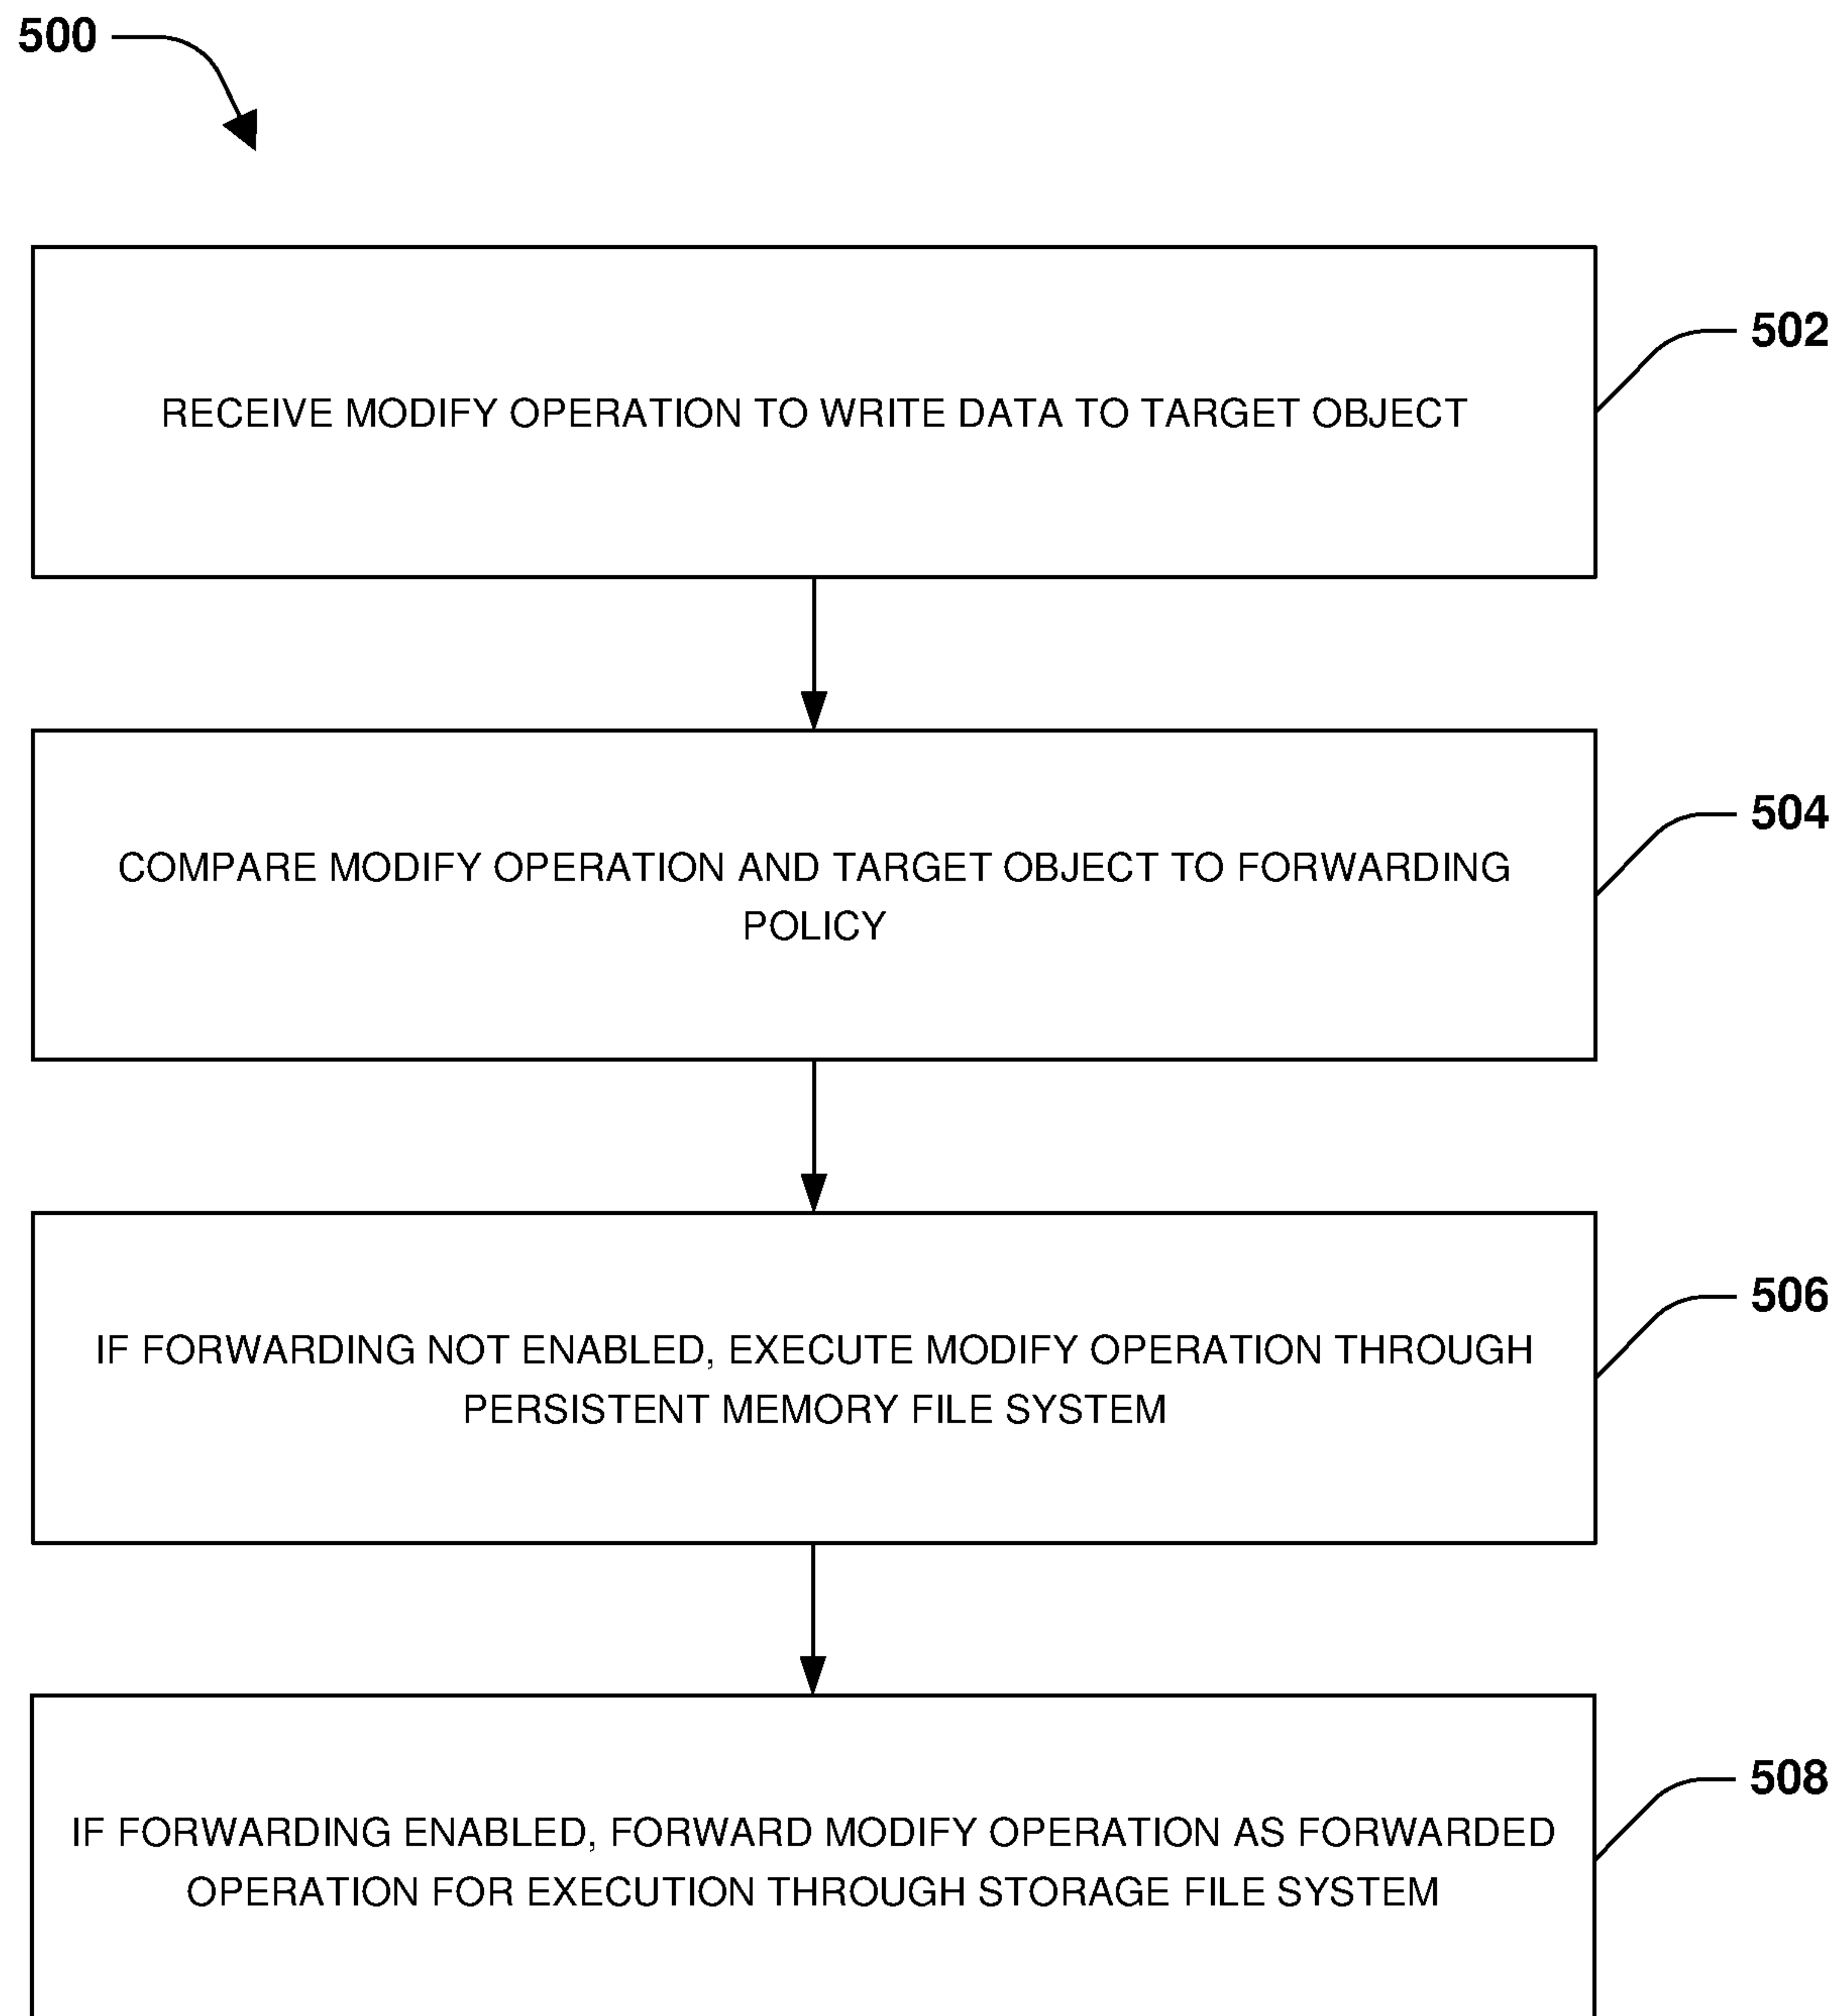 500
RECEIVE MODIFY OPERATION TO WRITE DATA TO TARGET OBJECT
502
COMPARE MODIFY OPERATION AND TARGET OBJECT TO FORWARDING
POLICY
504
IF FORWARDING NOT ENABLED, EXECUTE MODIFY OPERATION THROUGH
PERSISTENT MEMORY FILE SYSTEM
506
IF FORWARDING ENABLED, FORWARD MODIFY OPERATION AS FORWARDED
OPERATION FOR EXECUTION THROUGH STORAGE FILE SYSTEM
508